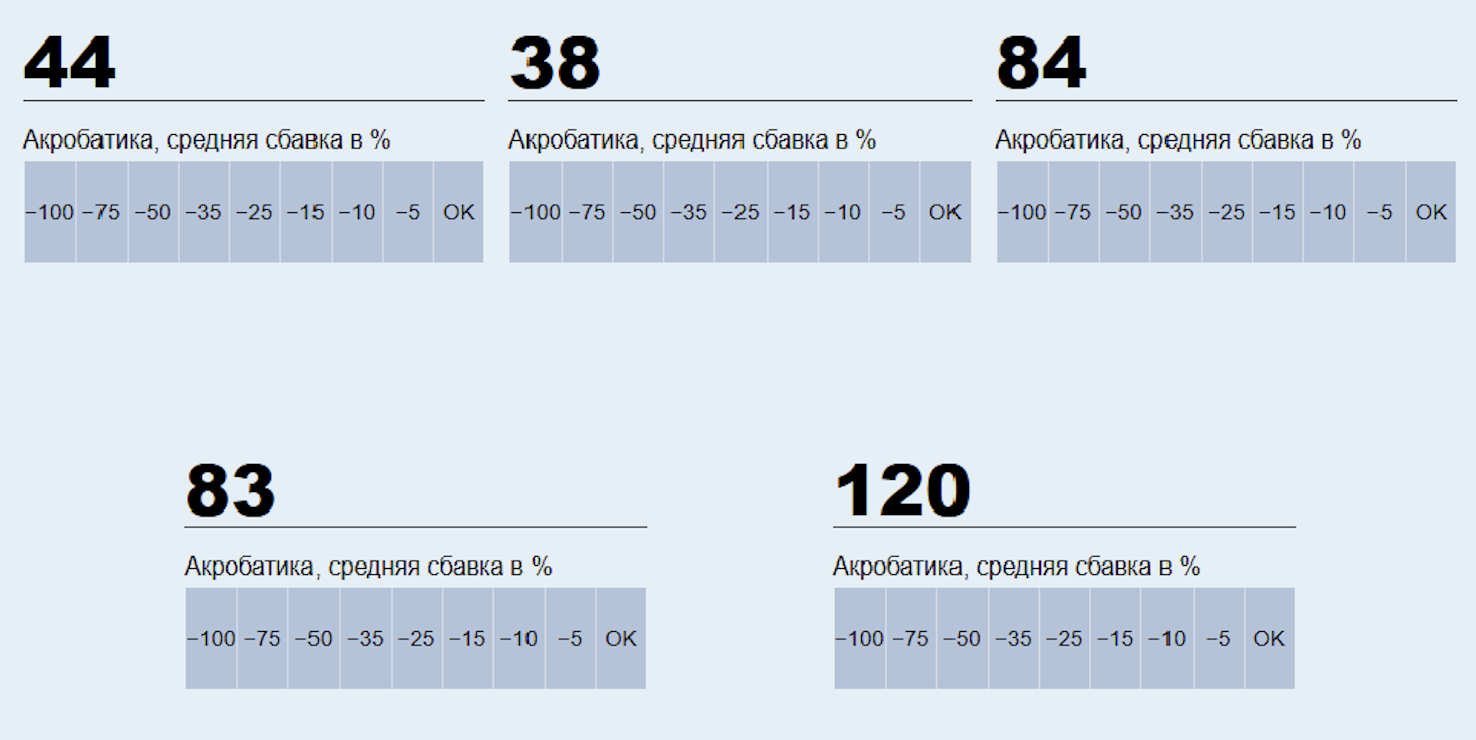 44 38 84
Акробатика, средняя сбавка в % Акробатика, средняя сбавка в % Акробатика, средняя сбавка в %
−100 −75 −50 −35 −25 −15 −10 −5 OK −100 −75 −50 −35 −25 −15 −10 −5 OK −100 −75 −50 −35 −25 −15 −10 −5 OK
83 120
Акробатика, средняя сбавка в % Акробатика, средняя сбавка в %
−100 −75 −50 −35 −25 −15 −10 −5 OK −100 −75 −50 −35 −25 −15 −10 −5 OK